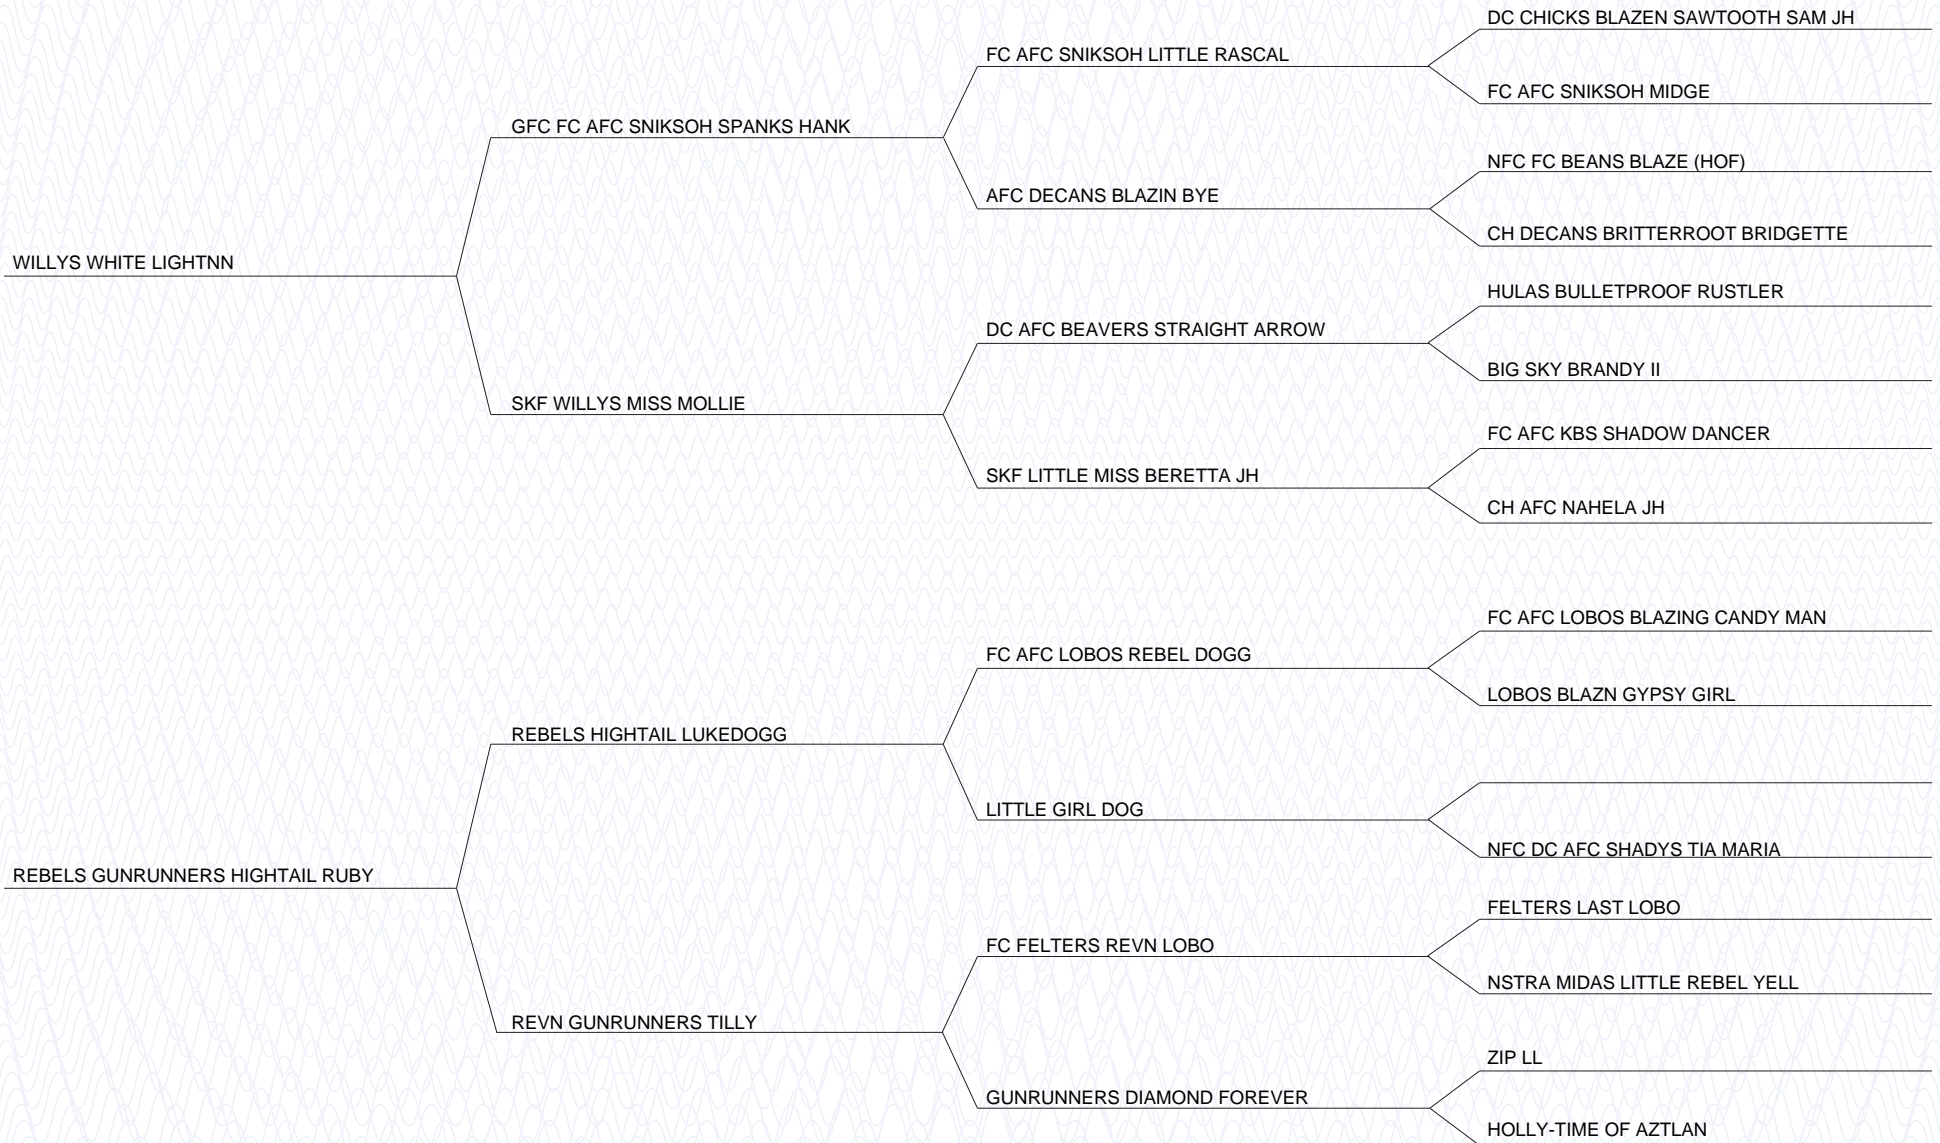 DC CHICKS BLAZEN SAWTOOTH SAM JH
FC AFC SNIKSOH LITTLE RASCAL
FC AFC SNIKSOH MIDGE
GFC FC AFC SNIKSOH SPANKS HANK
NFC FC BEANS BLAZE (HOF)
AFC DECANS BLAZIN BYE
CH DECANS BRITTERROOT BRIDGETTE
WILLYS WHITE LIGHTNN
HULAS BULLETPROOF RUSTLER
DC AFC BEAVERS STRAIGHT ARROW
BIG SKY BRANDY II
SKF WILLYS MISS MOLLIE
FC AFC KBS SHADOW DANCER
SKF LITTLE MISS BERETTA JH
CH AFC NAHELA JH
FC AFC LOBOS BLAZING CANDY MAN
FC AFC LOBOS REBEL DOGG
LOBOS BLAZN GYPSY GIRL
REBELS HIGHTAIL LUKEDOGG
LITTLE GIRL DOG
NFC DC AFC SHADYS TIA MARIA
REBELS GUNRUNNERS HIGHTAIL RUBY
FELTERS LAST LOBO
FC FELTERS REVN LOBO
NSTRA MIDAS LITTLE REBEL YELL
REVN GUNRUNNERS TILLY
ZIP LL
GUNRUNNERS DIAMOND FOREVER
HOLLY-TIME OF AZTLAN